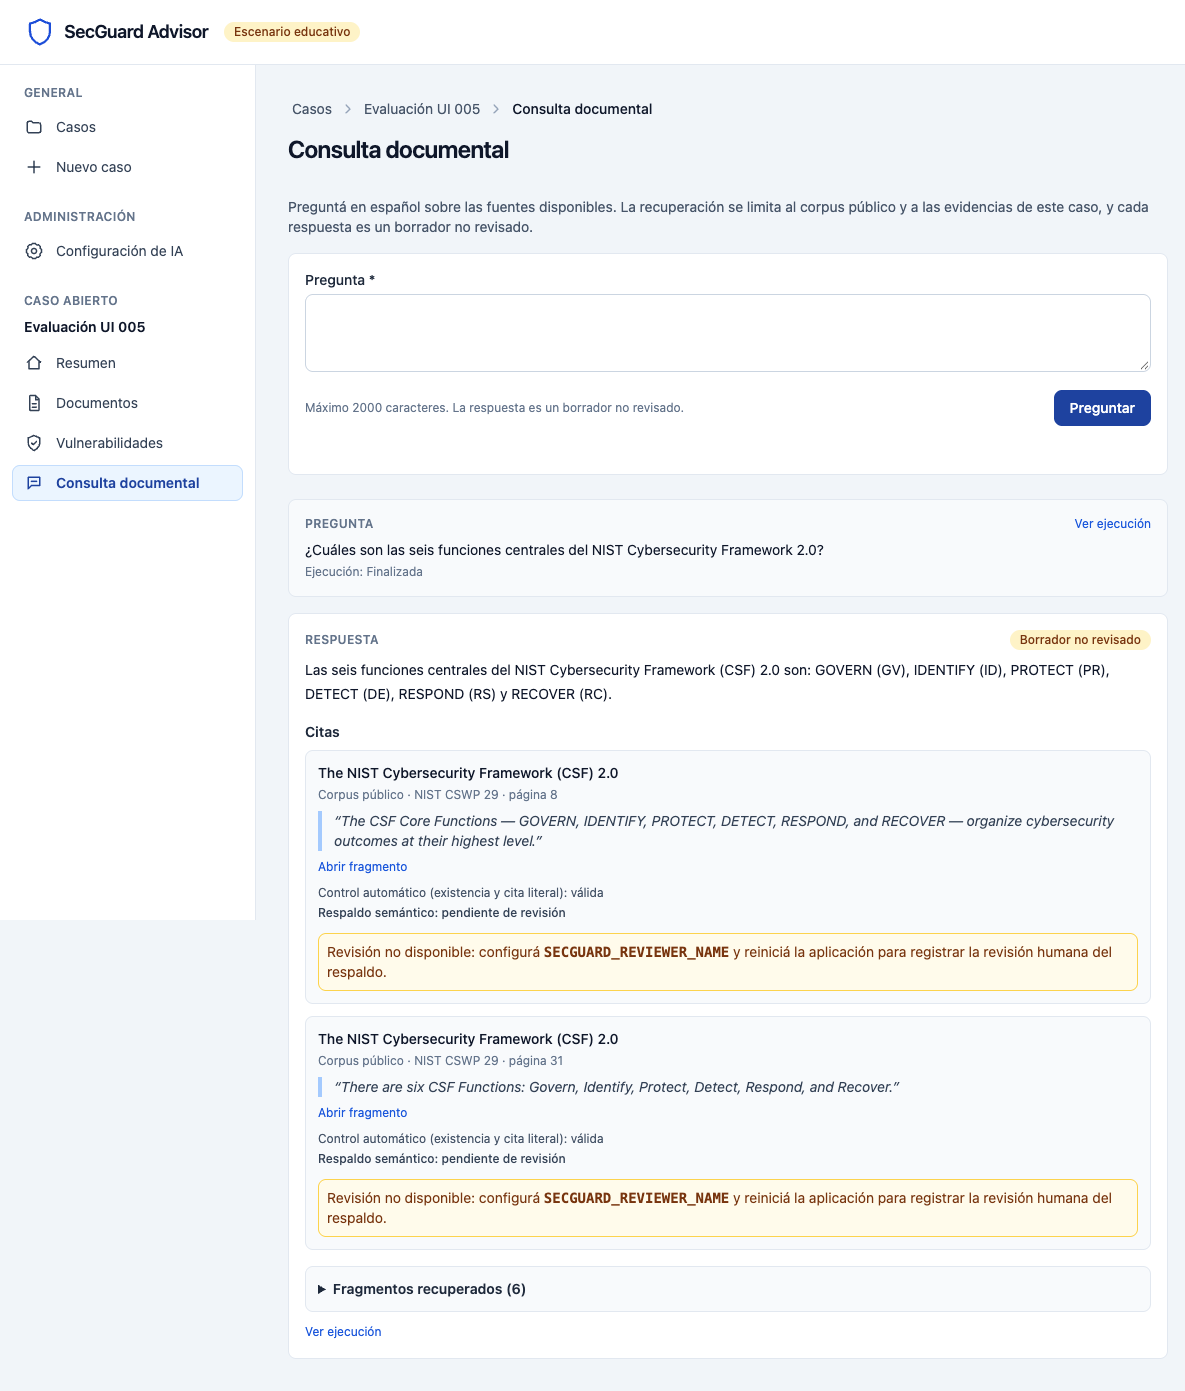 SecGuard Advisor
Escenario educativo
GENERAL
Casos
Nuevo caso
ADMINISTRACIÓN
Configuración de IA
CASO ABIERTO
Evaluación UI 005
Resumen
Documentos
Vulnerabilidades
Consulta documental
Casos > Evaluación UI 005 > Consulta documental
Consulta documental
Preguntá en español sobre las fuentes disponibles. La recuperación se limita al corpus público y a las evidencias de este caso, y cada
respuesta es un borrador no revisado.
Pregunta *
Máximo 2000 caracteres. La respuesta es un borrador no revisado.
Preguntar
PREGUNTA
Ver ejecución
¿Cuáles son las seis funciones centrales del NIST Cybersecurity Framework 2.0?
Ejecución: Finalizada
RESPUESTA
Borrador no revisado
Las seis funciones centrales del NIST Cybersecurity Framework (CSF) 2.0 son: GOVERN (GV), IDENTIFY (ID), PROTECT (PR),
DETECT (DE), RESPOND (RS) y RECOVER (RC).
Citas
The NIST Cybersecurity Framework (CSF) 2.0
Corpus público · NIST CSWP 29 · página 8
“The CSF Core Functions — GOVERN, IDENTIFY, PROTECT, DETECT, RESPOND, and RECOVER — organize cybersecurity
outcomes at their highest level.”
Abrir fragmento
Control automático (existencia y cita literal): válida
Respaldo semántico: pendiente de revisión
Revisión no disponible: configurá SECGUARD_REVIEWER_NAME y reiniciá la aplicación para registrar la revisión humana del
respaldo.
The NIST Cybersecurity Framework (CSF) 2.0
Corpus público · NIST CSWP 29 · página 31
“There are six CSF Functions: Govern, Identify, Protect, Detect, Respond, and Recover.”
Abrir fragmento
Control automático (existencia y cita literal): válida
Respaldo semántico: pendiente de revisión
Revisión no disponible: configurá SECGUARD_REVIEWER_NAME y reiniciá la aplicación para registrar la revisión humana del
respaldo.
Fragmentos recuperados (6)
Ver ejecución